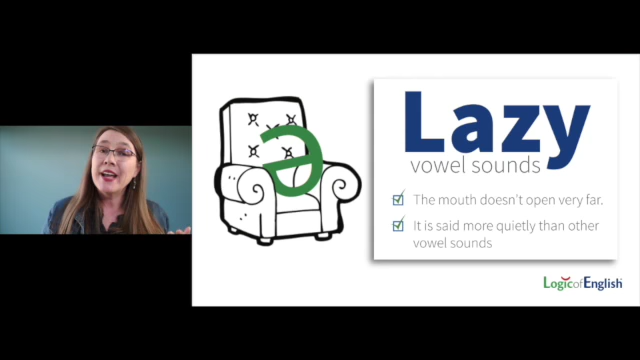 ə
Lazy
vowel sounds
The mouth doesn't open very far.
It is said more quietly than other
vowel sounds
LogicofEnglish